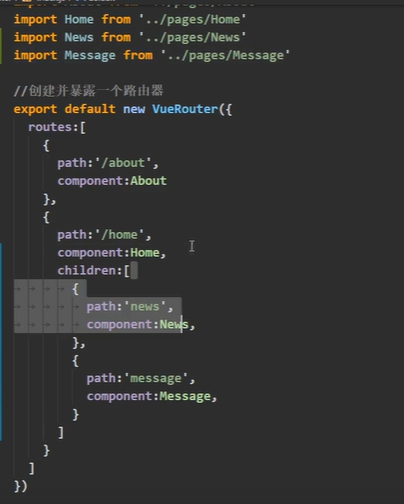 import Home from '../pages/Home'
import News from '../pages/News'
import Message from '../pages/Message'
//创建并暴露一个路由器
export default new VueRouter({
routes:[
{
path:'/about',
component:About
},
{
path:'/home',
component:Home,
children:[
{
path:'news',
component:News,
},
{
path:'message',
component:Message,
}
]
}
]
})